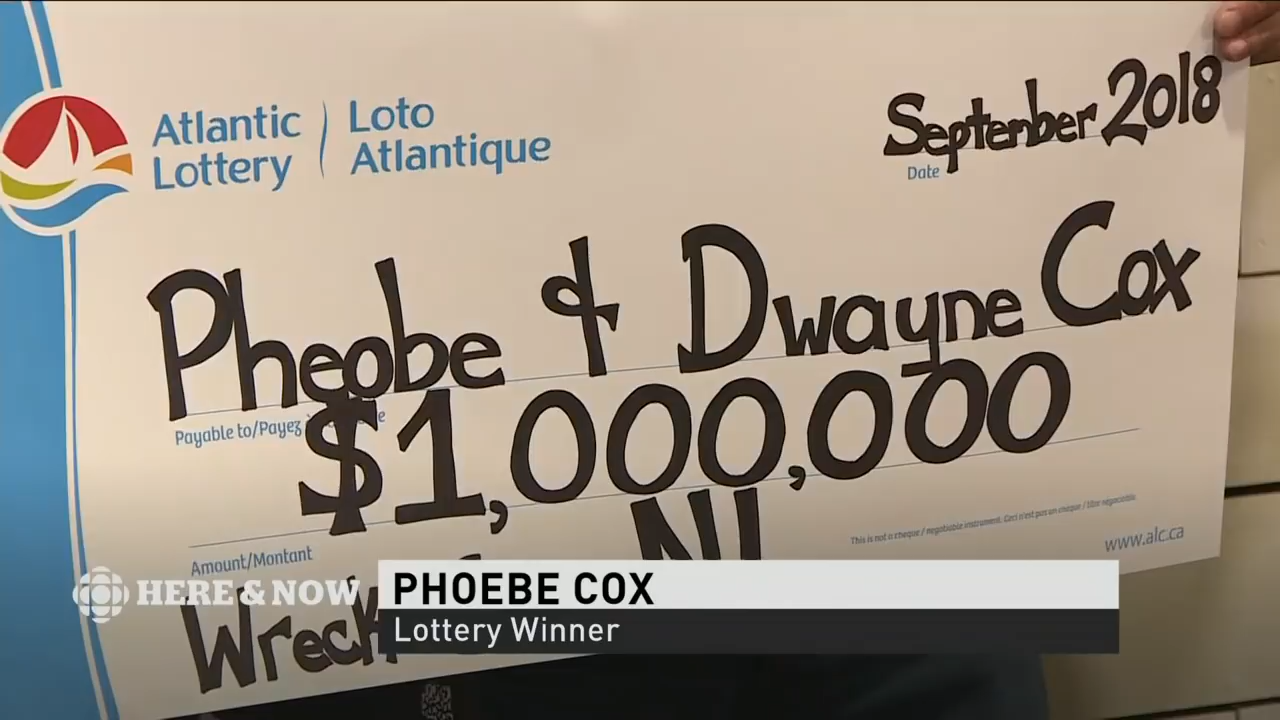 Atlantic Lottery | Loto Atlantique
September 2018
Date
Pheobe & Dwayne Cox
Payable to/Payez
$1,000,000
Amount/Montant
This is not a cheque / negotiable instrument. Ceci n'est pas un chèque / titre négociable.
www.alc.ca
NL
HERE & NOW
PHOEBE COX
Lottery Winner